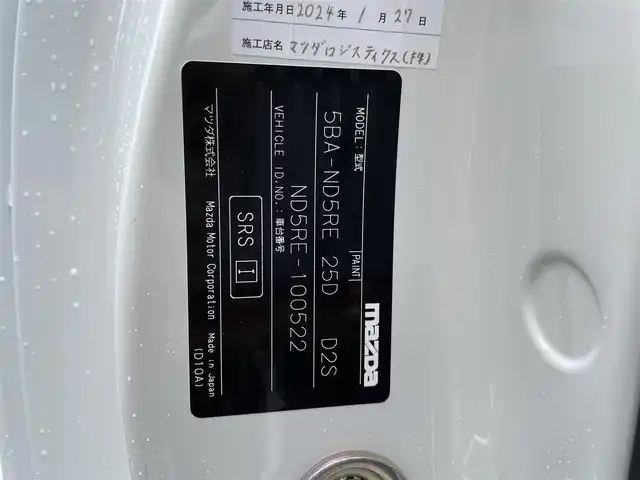 施工年月日 2024年 1月27日
施工店名 マツダロジスティクス(株)
mazda
MODEL:型式 PAINT
5BA-ND5RE 25D D2S
VEHICLE ID.NO.:車台番号
ND5RE-100522
SRS I
マツダ株式会社 Mazda Motor Corporation Made in Japan
(D10A)